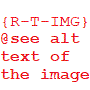 {R-T-IMG}
@see alt
text of
the image